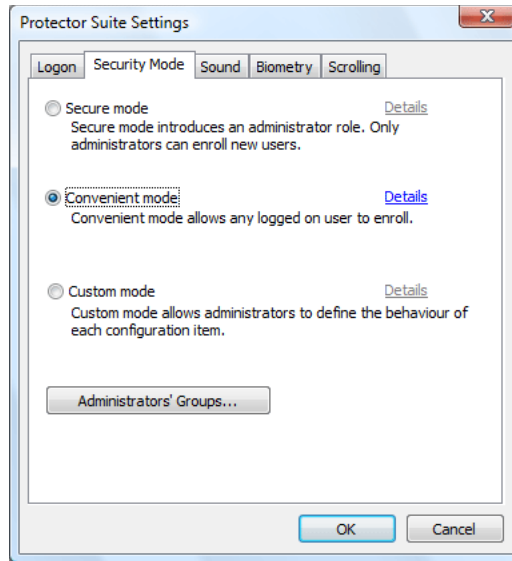 Protector Suite Settings
X
Logon Security Mode Sound Biometry Scrolling
Secure mode Details
Secure mode introduces an administrator role. Only
administrators can enroll new users.
Convenient mode Details
Convenient mode allows any logged on user to enroll.
Custom mode Details
Custom mode allows administrators to define the behaviour of
each configuration item.
Administrators' Groups...
OK Cancel